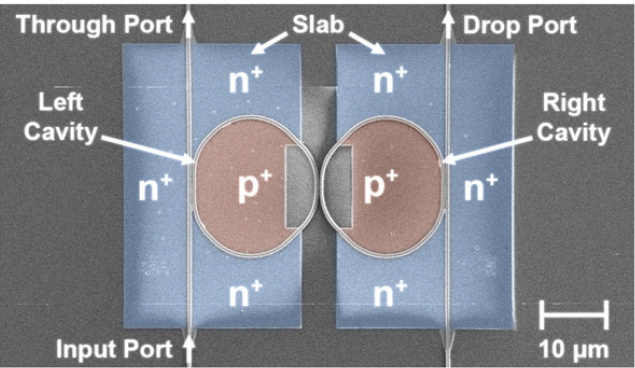 Through Port
Slab
Drop Port
n⁺
n⁺
Left
Cavity
Right
Cavity
n⁺
p⁺
p⁺
n⁺
n⁺
n⁺
Input Port
10 µm